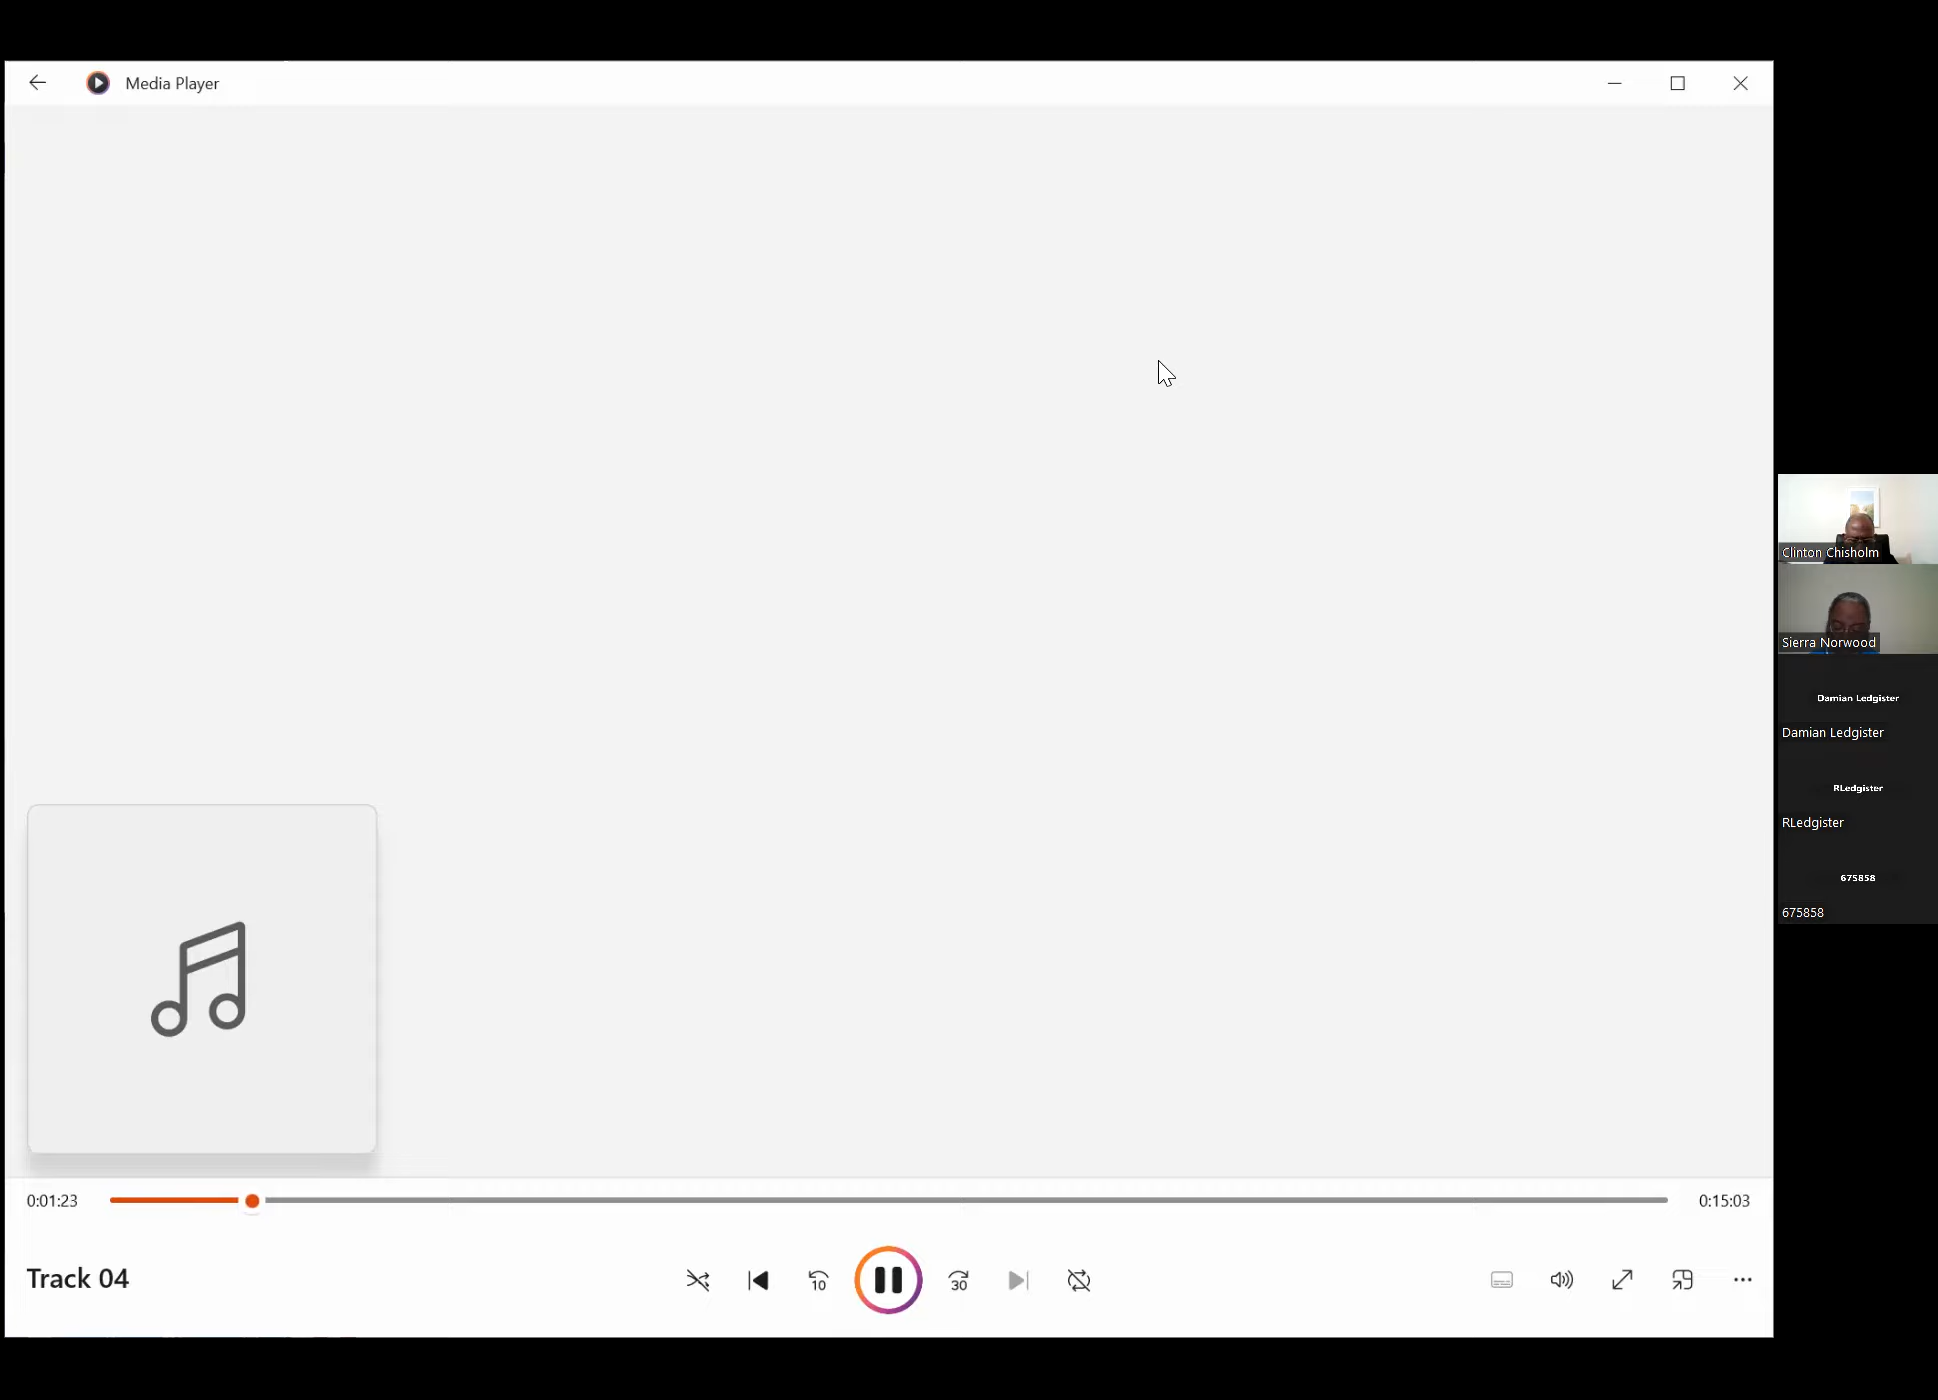 Media Player
Clinton Chisholm
Sierra Norwood
Damian Ledgister
Damian Ledgister
RLedgister
RLedgister
675858
675858
0:01:23
0:15:03
Track 04
10
30